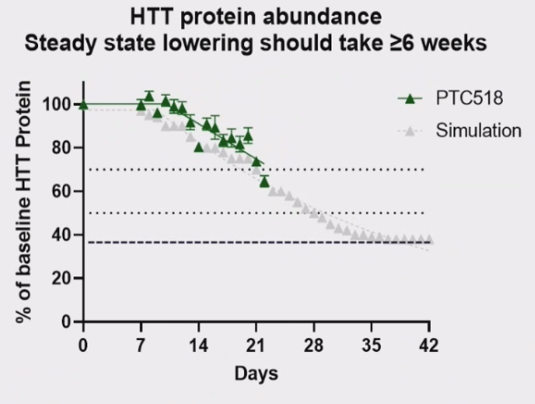 HTT protein abundance
Steady state lowering should take ≥6 weeks
% of baseline HTT Protein
100
80
60
40
20
0
0 7 14 21 28 35 42
Days
PTC518
Simulation